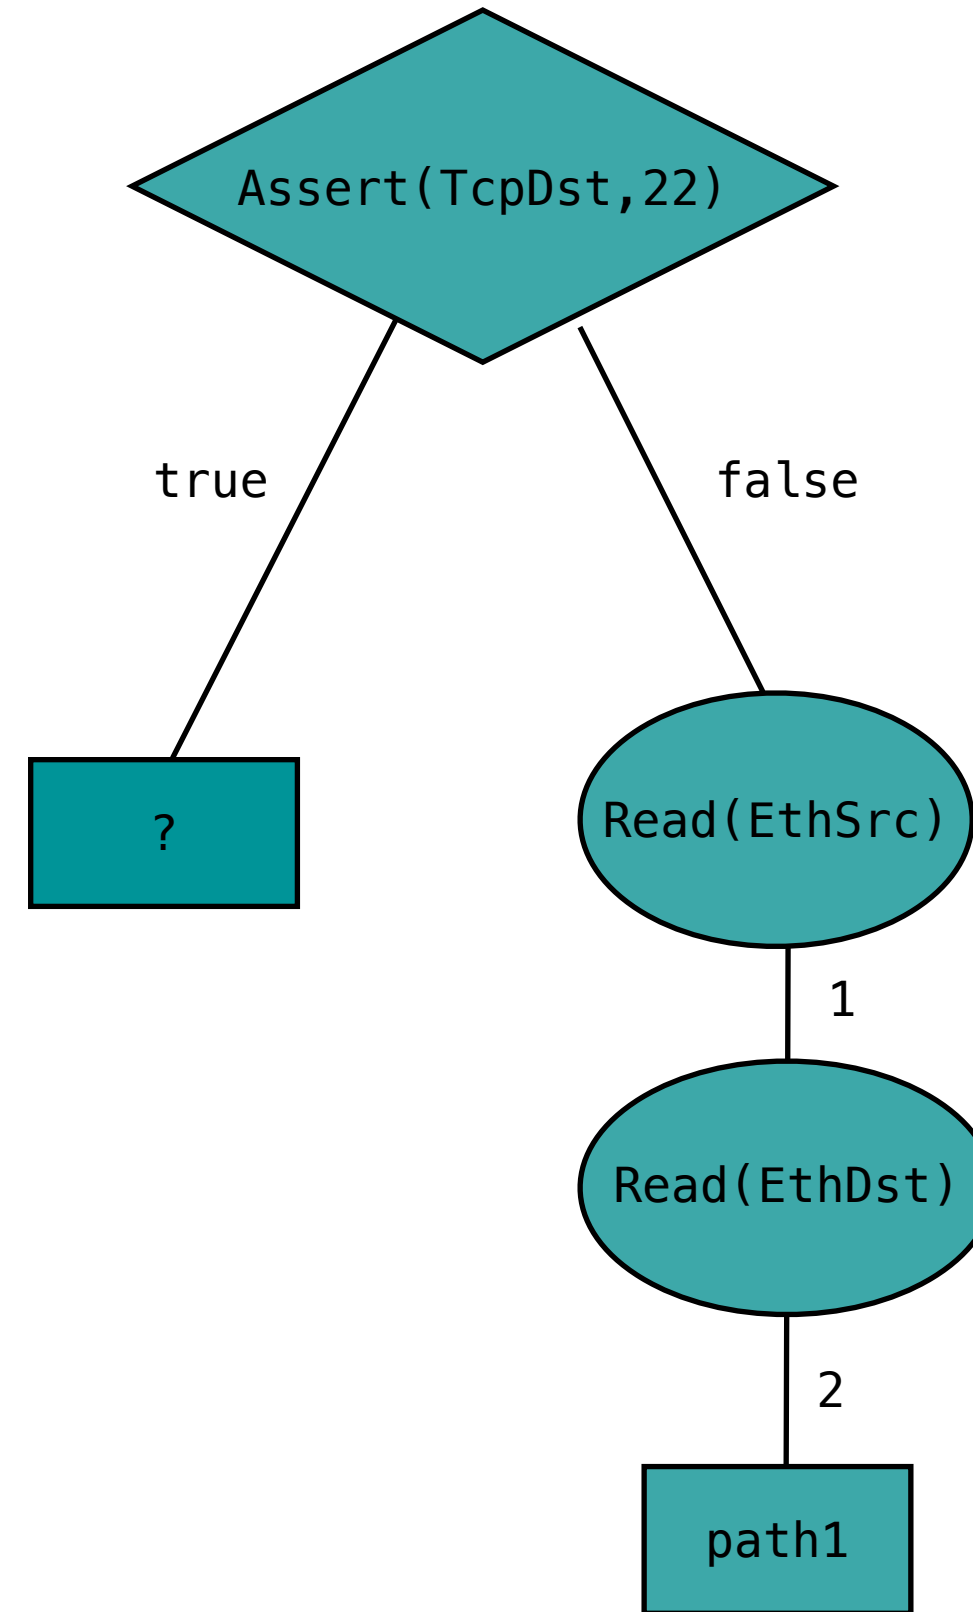 Assert(TcpDst,22)
true
false
?
Read(EthSrc)
1
Read(EthDst)
2
path1